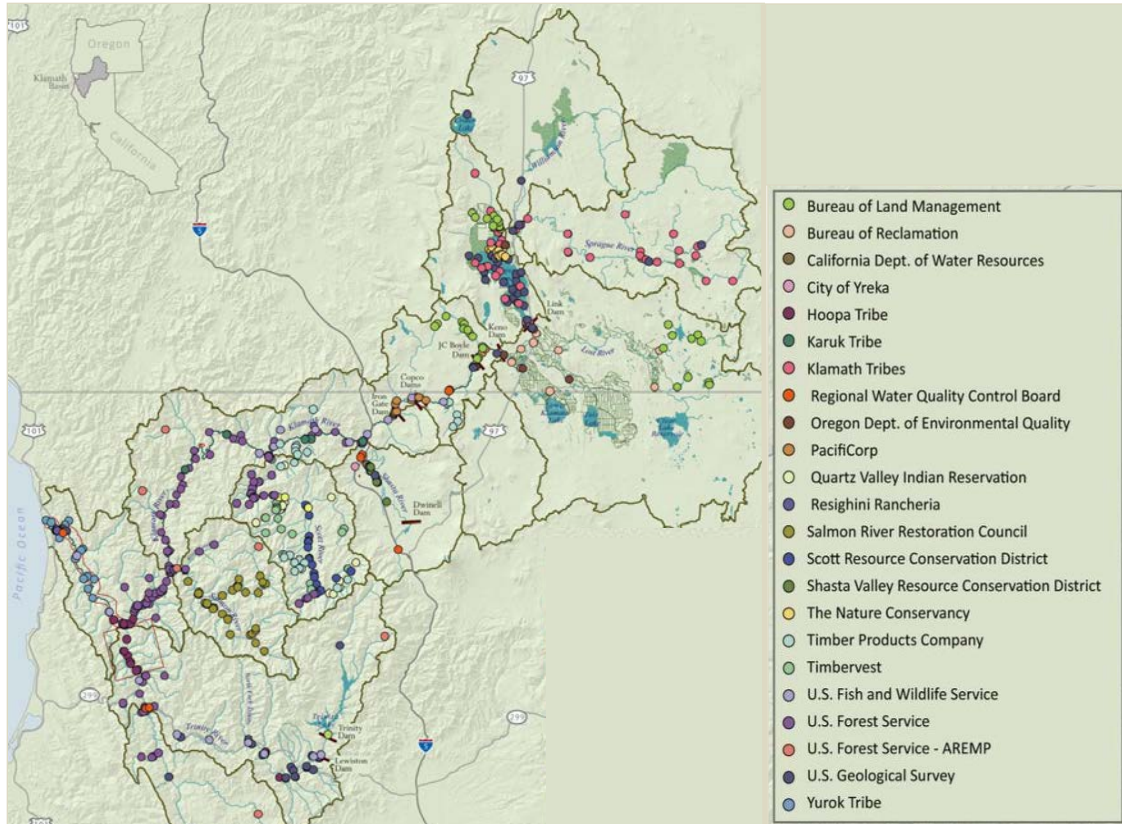 101
Oregon
Klamath
Basin
California
97
5
Williamson River
Sprague River
Link
Dam
Keno
Dam
JC Boyle
Dam
Lost River
Copco
Dams
Iron
Gate
Dam
Klamath River
101
97
Shasta River
Dwinell
Dam
Scott River
Klamath River
Pacific Ocean
Salmon River
299
Trinity River
Trinity
Dam
Lewiston
Dam
299
5
101
Bureau of Land Management
Bureau of Reclamation
California Dept. of Water Resources
City of Yreka
Hoopa Tribe
Karuk Tribe
Klamath Tribes
Regional Water Quality Control Board
Oregon Dept. of Environmental Quality
PacifiCorp
Quartz Valley Indian Reservation
Resighini Rancheria
Salmon River Restoration Council
Scott Resource Conservation District
Shasta Valley Resource Conservation District
The Nature Conservancy
Timber Products Company
Timbervest
U.S. Fish and Wildlife Service
U.S. Forest Service
U.S. Forest Service - AREMP
U.S. Geological Survey
Yurok Tribe